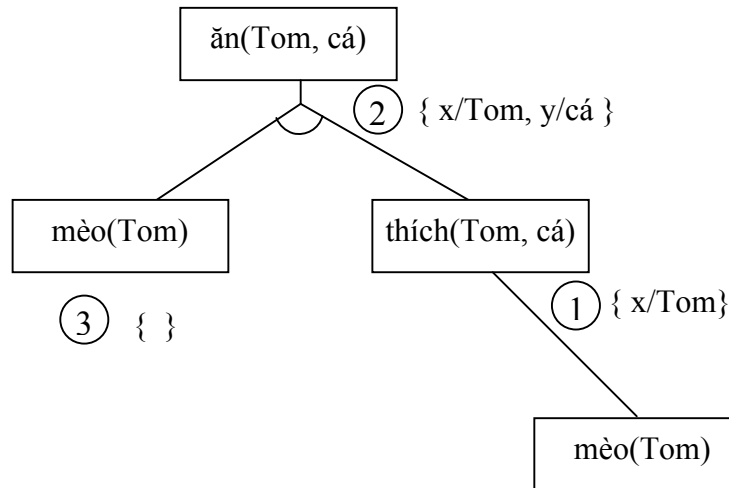 ăn(Tom, cá)
2 { x/Tom, y/cá }
mèo(Tom)
thích(Tom, cá)
3 { }
1 { x/Tom}
mèo(Tom)